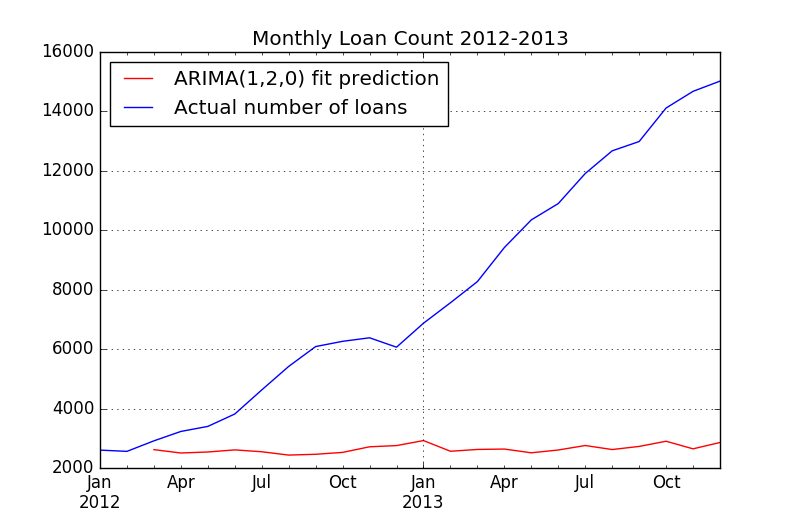 Monthly Loan Count 2012-2013
ARIMA(1,2,0) fit prediction
Actual number of loans
16000
14000
12000
10000
8000
6000
4000
2000
Jan Apr Jul Oct Jan Apr Jul Oct
2012 2013